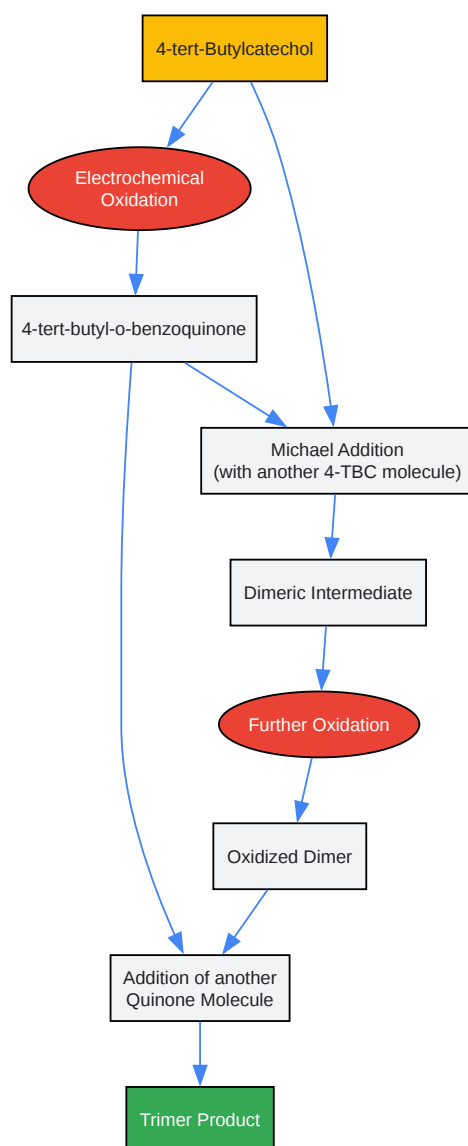 4-tert-Butylcatechol
Electrochemical
Oxidation
4-tert-butyl-o-benzoquinone
Michael Addition
(with another 4-TBC molecule)
Dimeric Intermediate
Further Oxidation
Oxidized Dimer
Addition of another
Quinone Molecule
Trimer Product